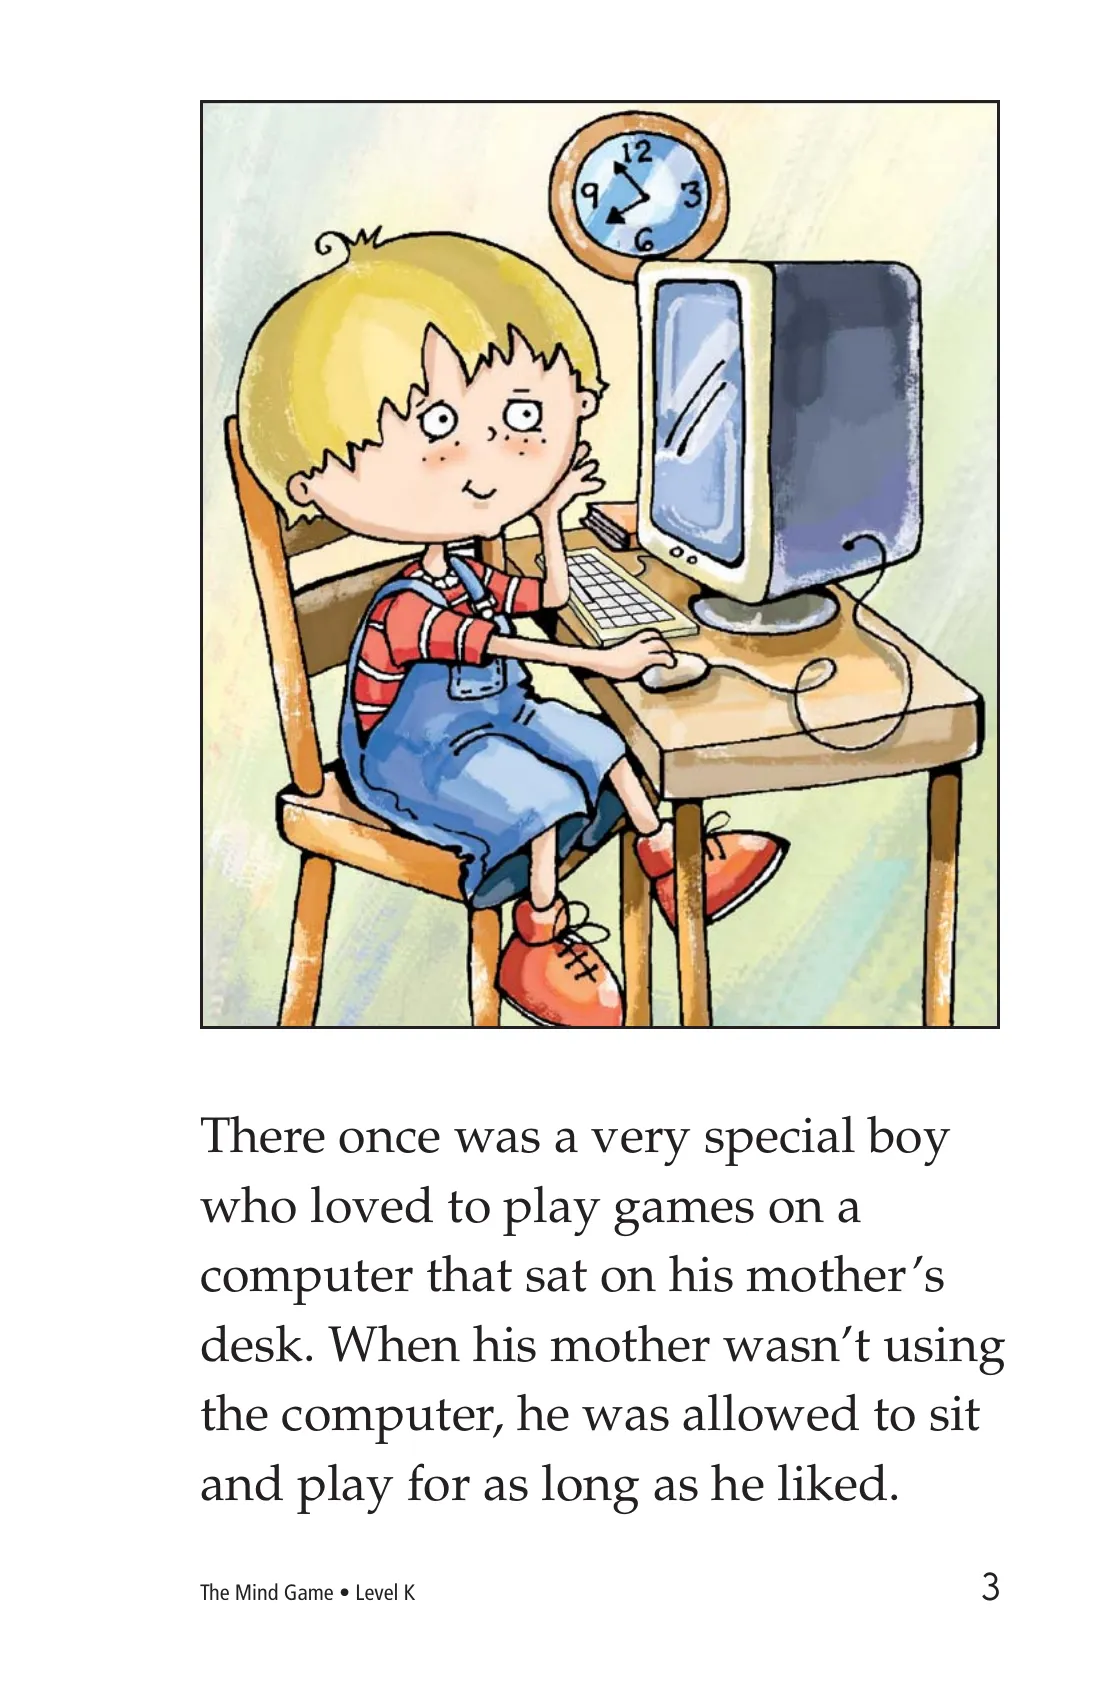 12
9 3
6
There once was a very special boy
who loved to play games on a
computer that sat on his mother’s
desk. When his mother wasn’t using
the computer, he was allowed to sit
and play for as long as he liked.
The Mind Game • Level K 3